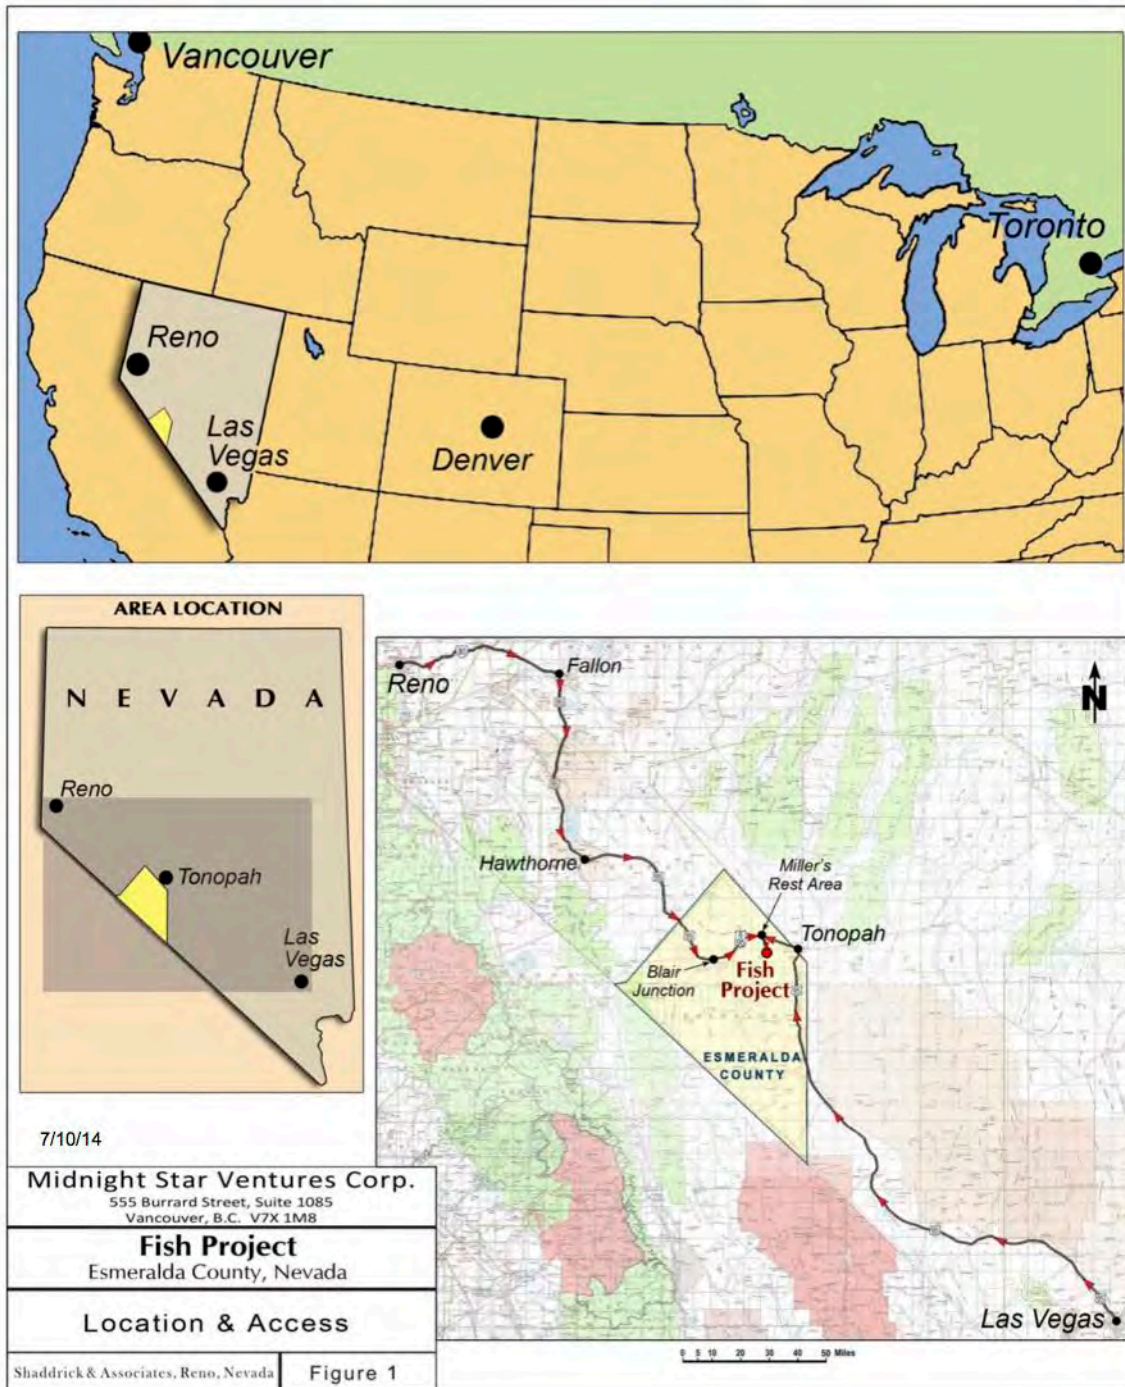 Vancouver
Toronto
Reno
Las
Vegas
Denver
AREA LOCATION
NEVADA
Reno
Tonopah
Las
Vegas
Reno
Fallon
N
Hawthorne
Miller's
Rest Area
Tonopah
Blair
Junction
Fish
Project
ESMERALDA
COUNTY
Las Vegas
0 5 10 20 30 40 50 Miles
7/10/14
Midnight Star Ventures Corp.
555 Burrard Street, Suite 1085
Vancouver, B.C. V7X 1M8
Fish Project
Esmeralda County, Nevada
Location & Access
Shaddrick & Associates, Reno, Nevada
Figure 1